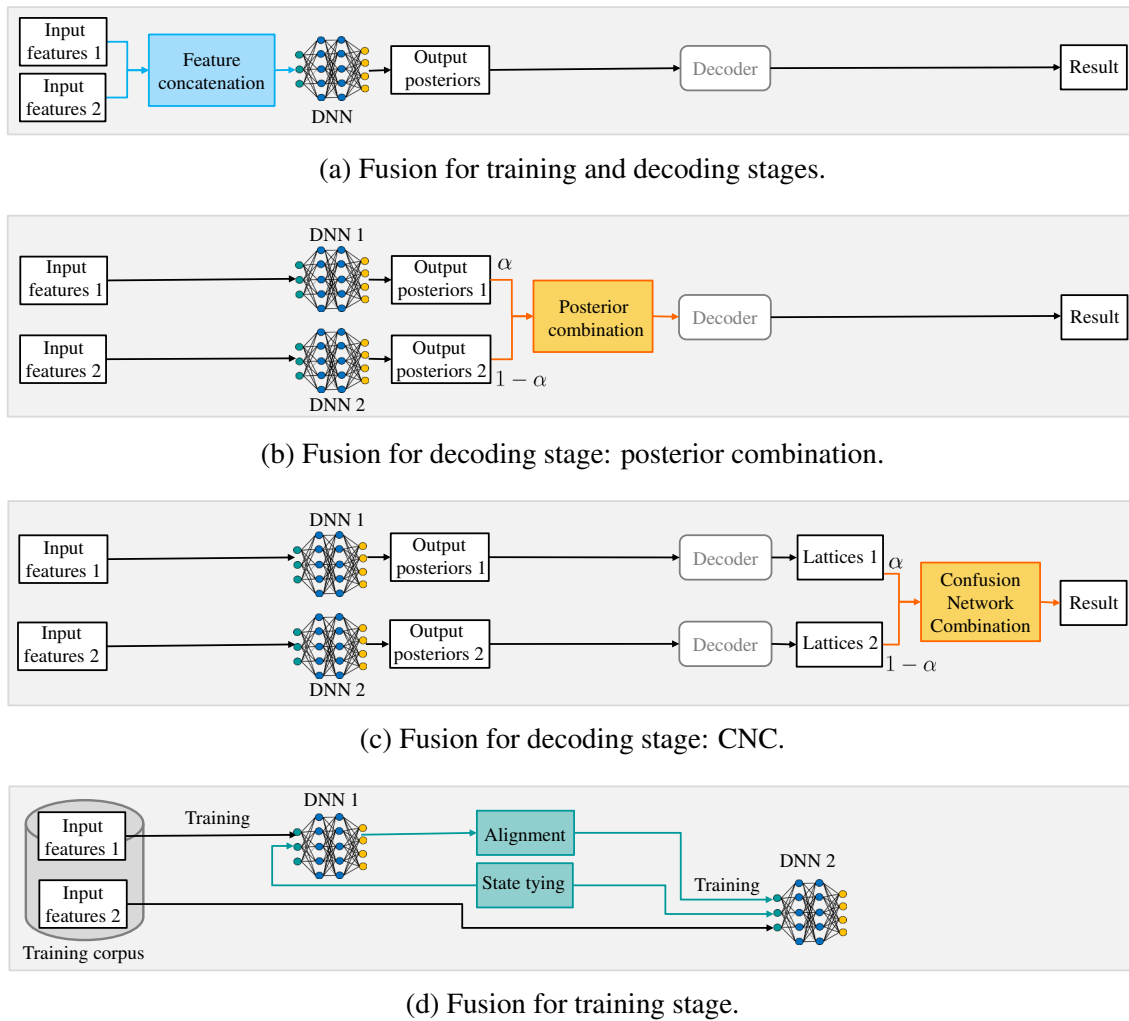 Input
features 1
Input
features 2
Feature
concatenation
DNN
Output
posteriors
Decoder
Result
(a) Fusion for training and decoding stages.
DNN 1
Input
features 1
Output
posteriors 1
α
Posterior
combination
Decoder
Result
Input
features 2
Output
posteriors 2
1 − α
DNN 2
(b) Fusion for decoding stage: posterior combination.
DNN 1
Input
features 1
Output
posteriors 1
Decoder
Lattices 1
α
Confusion
Network
Combination
Result
Input
features 2
Output
posteriors 2
Decoder
Lattices 2
1 − α
DNN 2
(c) Fusion for decoding stage: CNC.
DNN 1
Input
features 1
Training
Alignment
State tying
Training
DNN 2
Input
features 2
Training corpus
(d) Fusion for training stage.